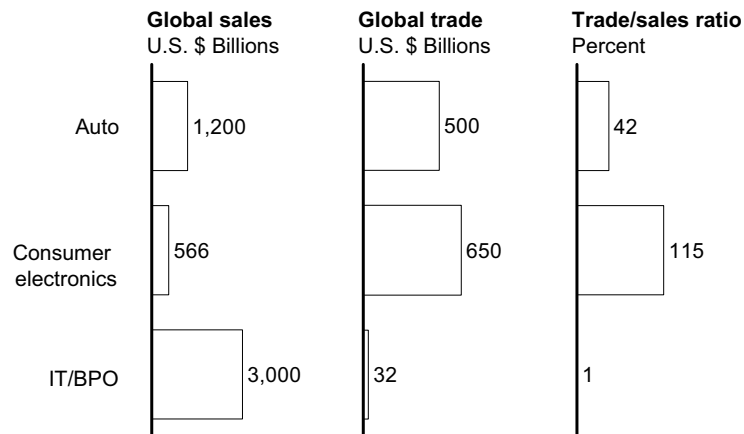 Global sales
U.S. $ Billions
Global trade
U.S. $ Billions
Trade/sales ratio
Percent
Auto
1,200
500
42
Consumer
electronics
566
650
115
IT/BPO
3,000
32
1